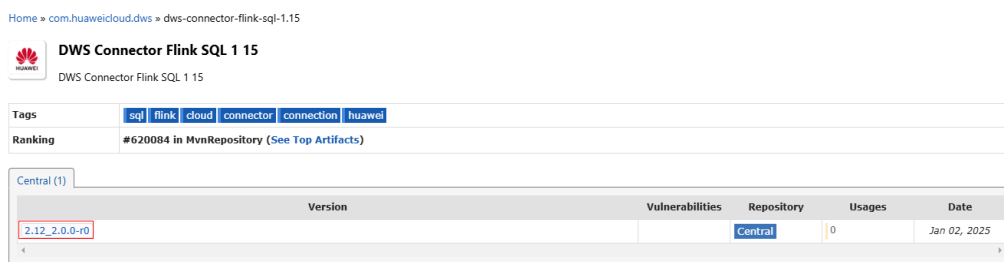 Home » com.huaweicloud.dws » dws-connector-flink-sql-1.15
HUAWEI
DWS Connector Flink SQL 1 15
DWS Connector Flink SQL 1 15
Tags sql flink cloud connector connection huawei
Ranking #620084 in MvnRepository (See Top Artifacts)
Central (1)
Version Vulnerabilities Repository Usages Date
2.12_2.0.0-r0 Central 0 Jan 02, 2025